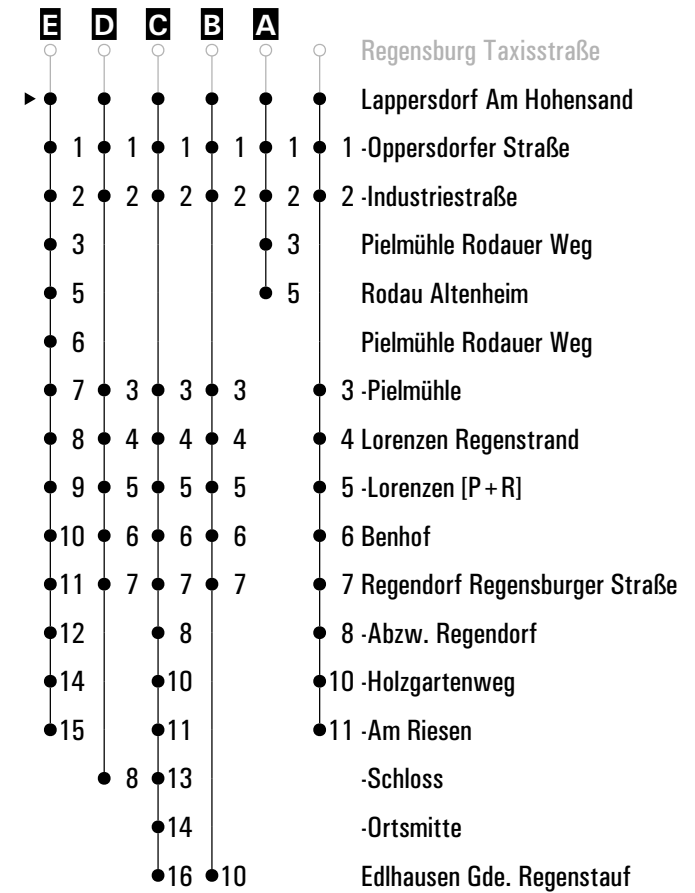 E D C B A
Regensburg Taxisstraße
Lappersdorf Am Hohensand
1 1 1 1 1 1 -Oppersdorfer Straße
2 2 2 2 2 2 -Industriestraße
3 3 Pielmühle Rodauer Weg
5 5 Rodau Altenheim
6 Pielmühle Rodauer Weg
7 3 3 3 3 -Pielmühle
8 4 4 4 4 Lorenzen Regenstrand
9 5 5 5 5 -Lorenzen [P+R]
10 6 6 6 6 Benhof
11 7 7 7 7 Regendorf Regensburger Straße
12 8 8 -Abzw. Regendorf
14 10 10 -Holzgartenweg
15 11 11 -Am Riesen
8 13 -Schloss
14 -Ortsmitte
16 10 Edlhausen Gde. Regenstauf